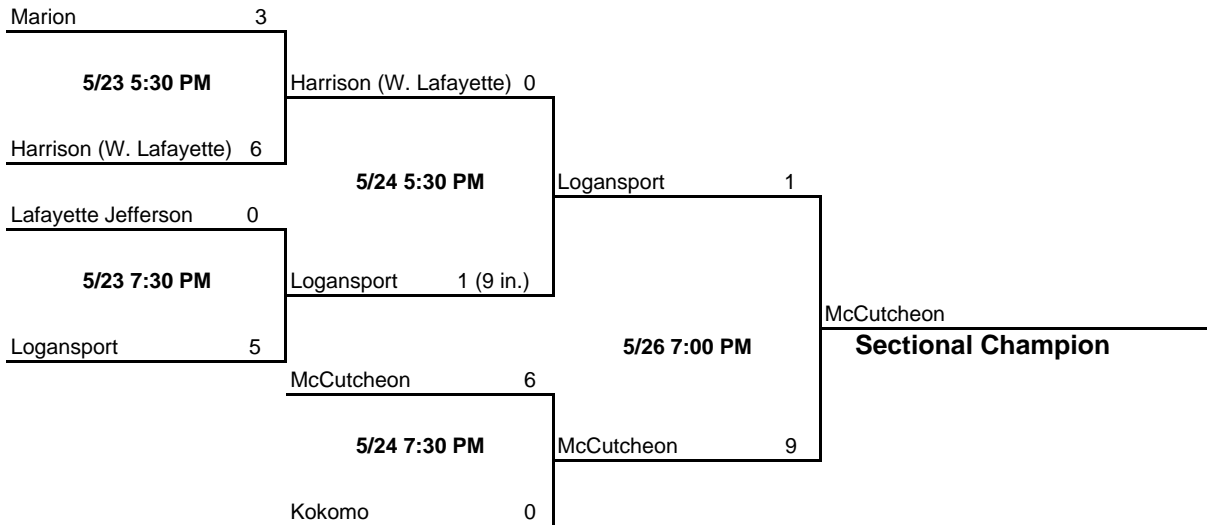 Marion 3
5/23 5:30 PM
Harrison (W. Lafayette) 0
Harrison (W. Lafayette) 6
5/24 5:30 PM
Logansport 1
Lafayette Jefferson 0
5/23 7:30 PM
Logansport 1 (9 in.)
McCutcheon
Logansport 5
5/26 7:00 PM
Sectional Champion
McCutcheon 6
5/24 7:30 PM
McCutcheon 9
Kokomo 0